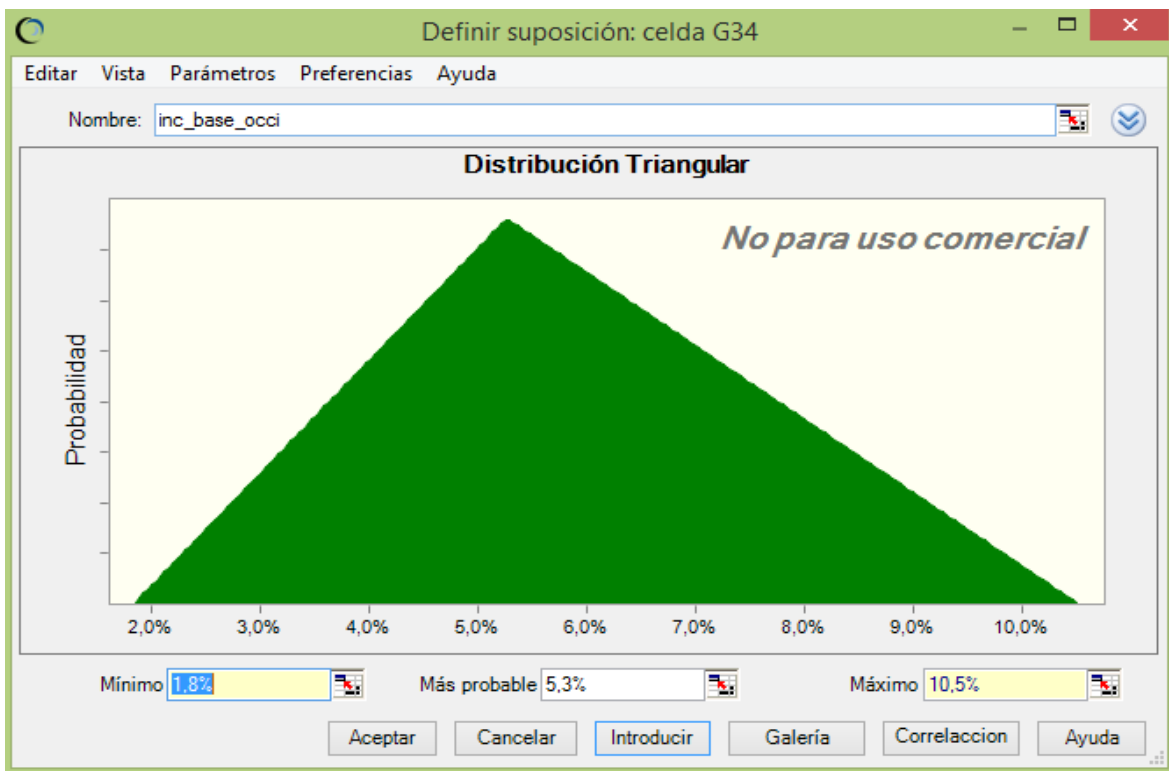 Definir suposición: celda G34
Editar Vista Parámetros Preferencias Ayuda
Nombre: inc_base_occi
Distribución Triangular
No para uso comercial
Probabilidad
2,0% 3,0% 4,0% 5,0% 6,0% 7,0% 8,0% 9,0% 10,0%
Mínimo 1,8% Más probable 5,3% Máximo 10,5%
Aceptar Cancelar Introducir Galería Correlaccion Ayuda